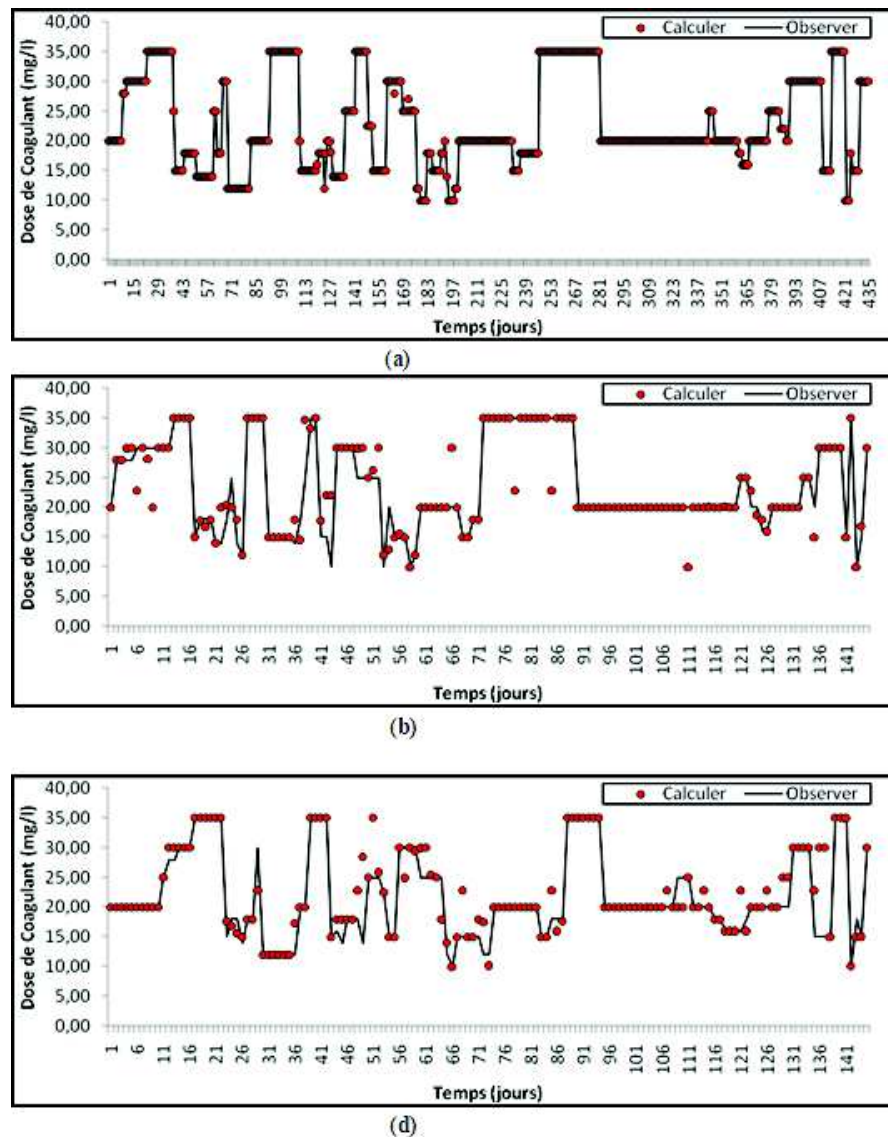 40,00
35,00
30,00
25,00
20,00
15,00
10,00
5,00
0,00
Dose de Coagulant (mg/l)
Calculer Observer
1 15 29 43 57 71 85 99 113 127 141 155 169 183 197 211 225 239 253 267 281 295 309 323 337 351 365 379 393 407 421 435
Temps (jours)
(a)
40,00
35,00
30,00
25,00
20,00
15,00
10,00
5,00
0,00
Dose de Coagulant (mg/l)
Calculer Observer
1 6 11 16 21 26 31 36 41 46 51 56 61 66 71 76 81 86 91 96 101 106 111 116 121 126 131 136 141
Temps (jours)
(b)
40,00
35,00
30,00
25,00
20,00
15,00
10,00
5,00
0,00
Dose de Coagulant (mg/l)
Calculer Observer
1 6 11 16 21 26 31 36 41 46 51 56 61 66 71 76 81 86 91 96 101 106 111 116 121 126 131 136 141
Temps (jours)
(d)